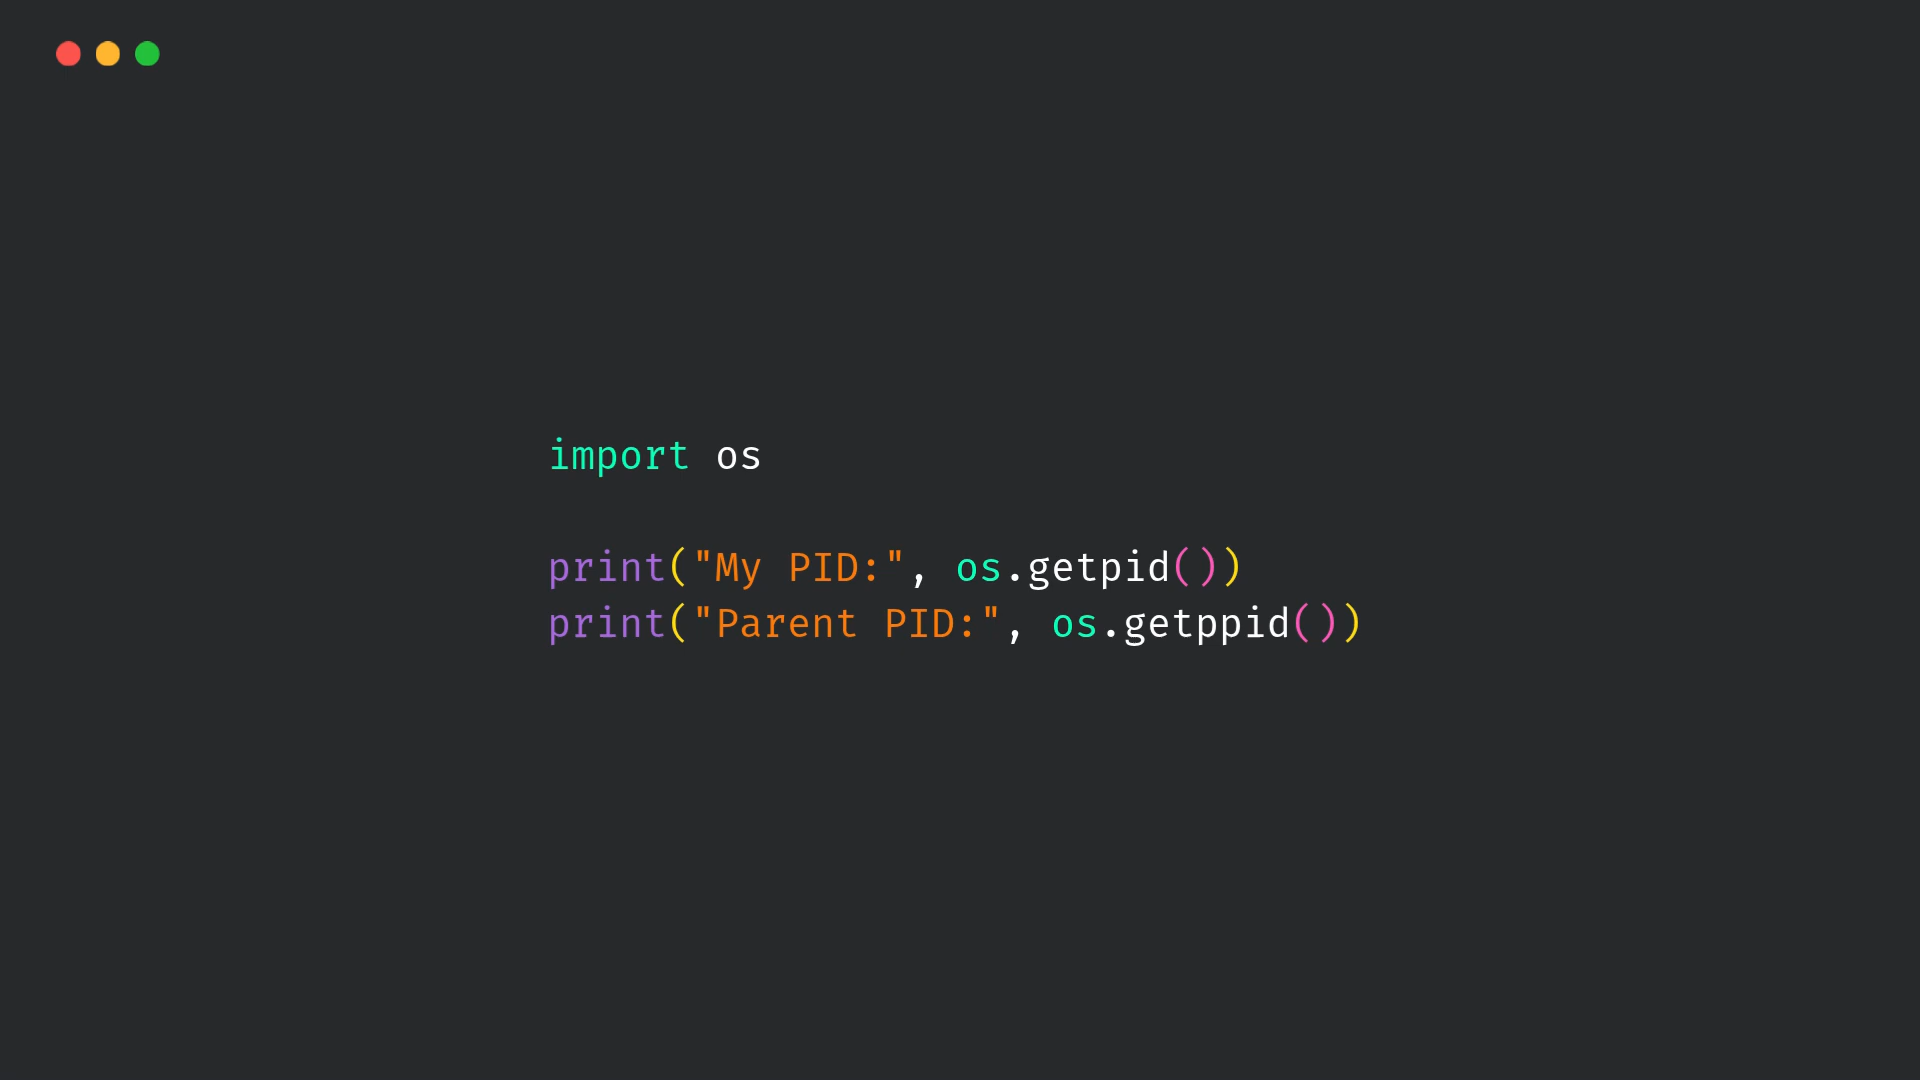 import os
print("My PID:", os.getpid())
print("Parent PID:", os.getppid())